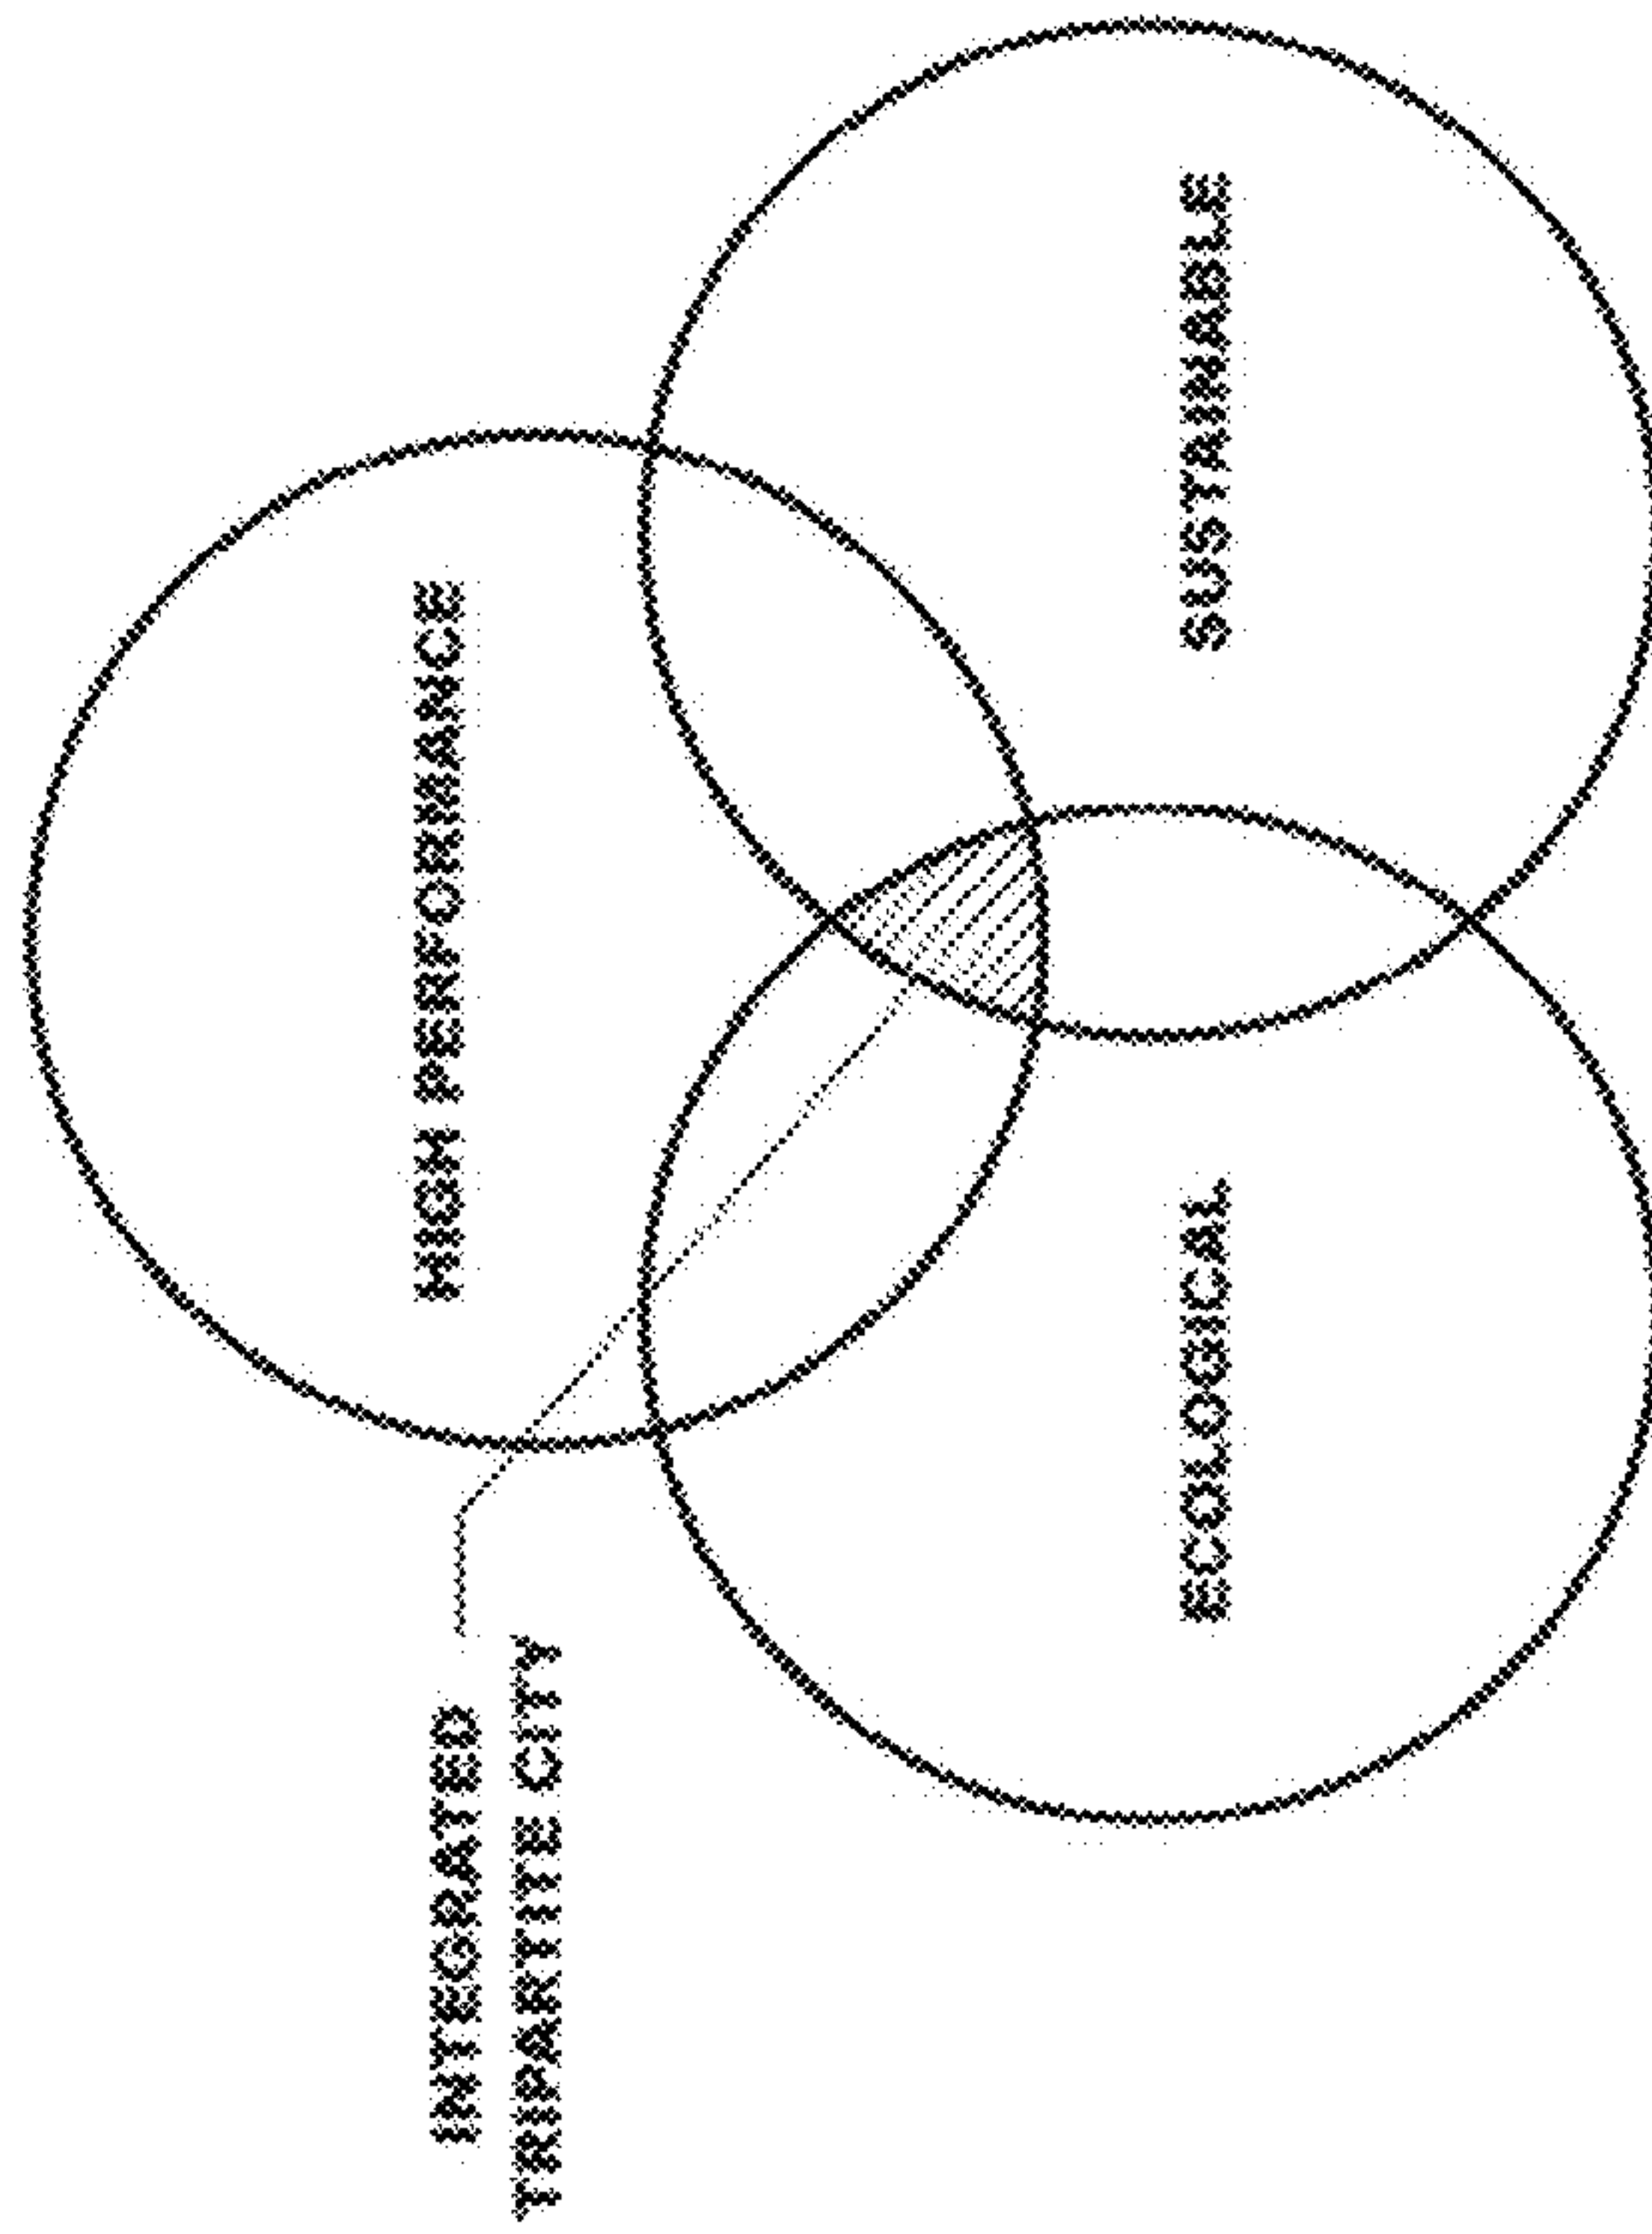 HIGH PERFORMANCE
INTEGRATED
TRIPARTITE CITY
ECOLOGICAL
SUSTAINABLE